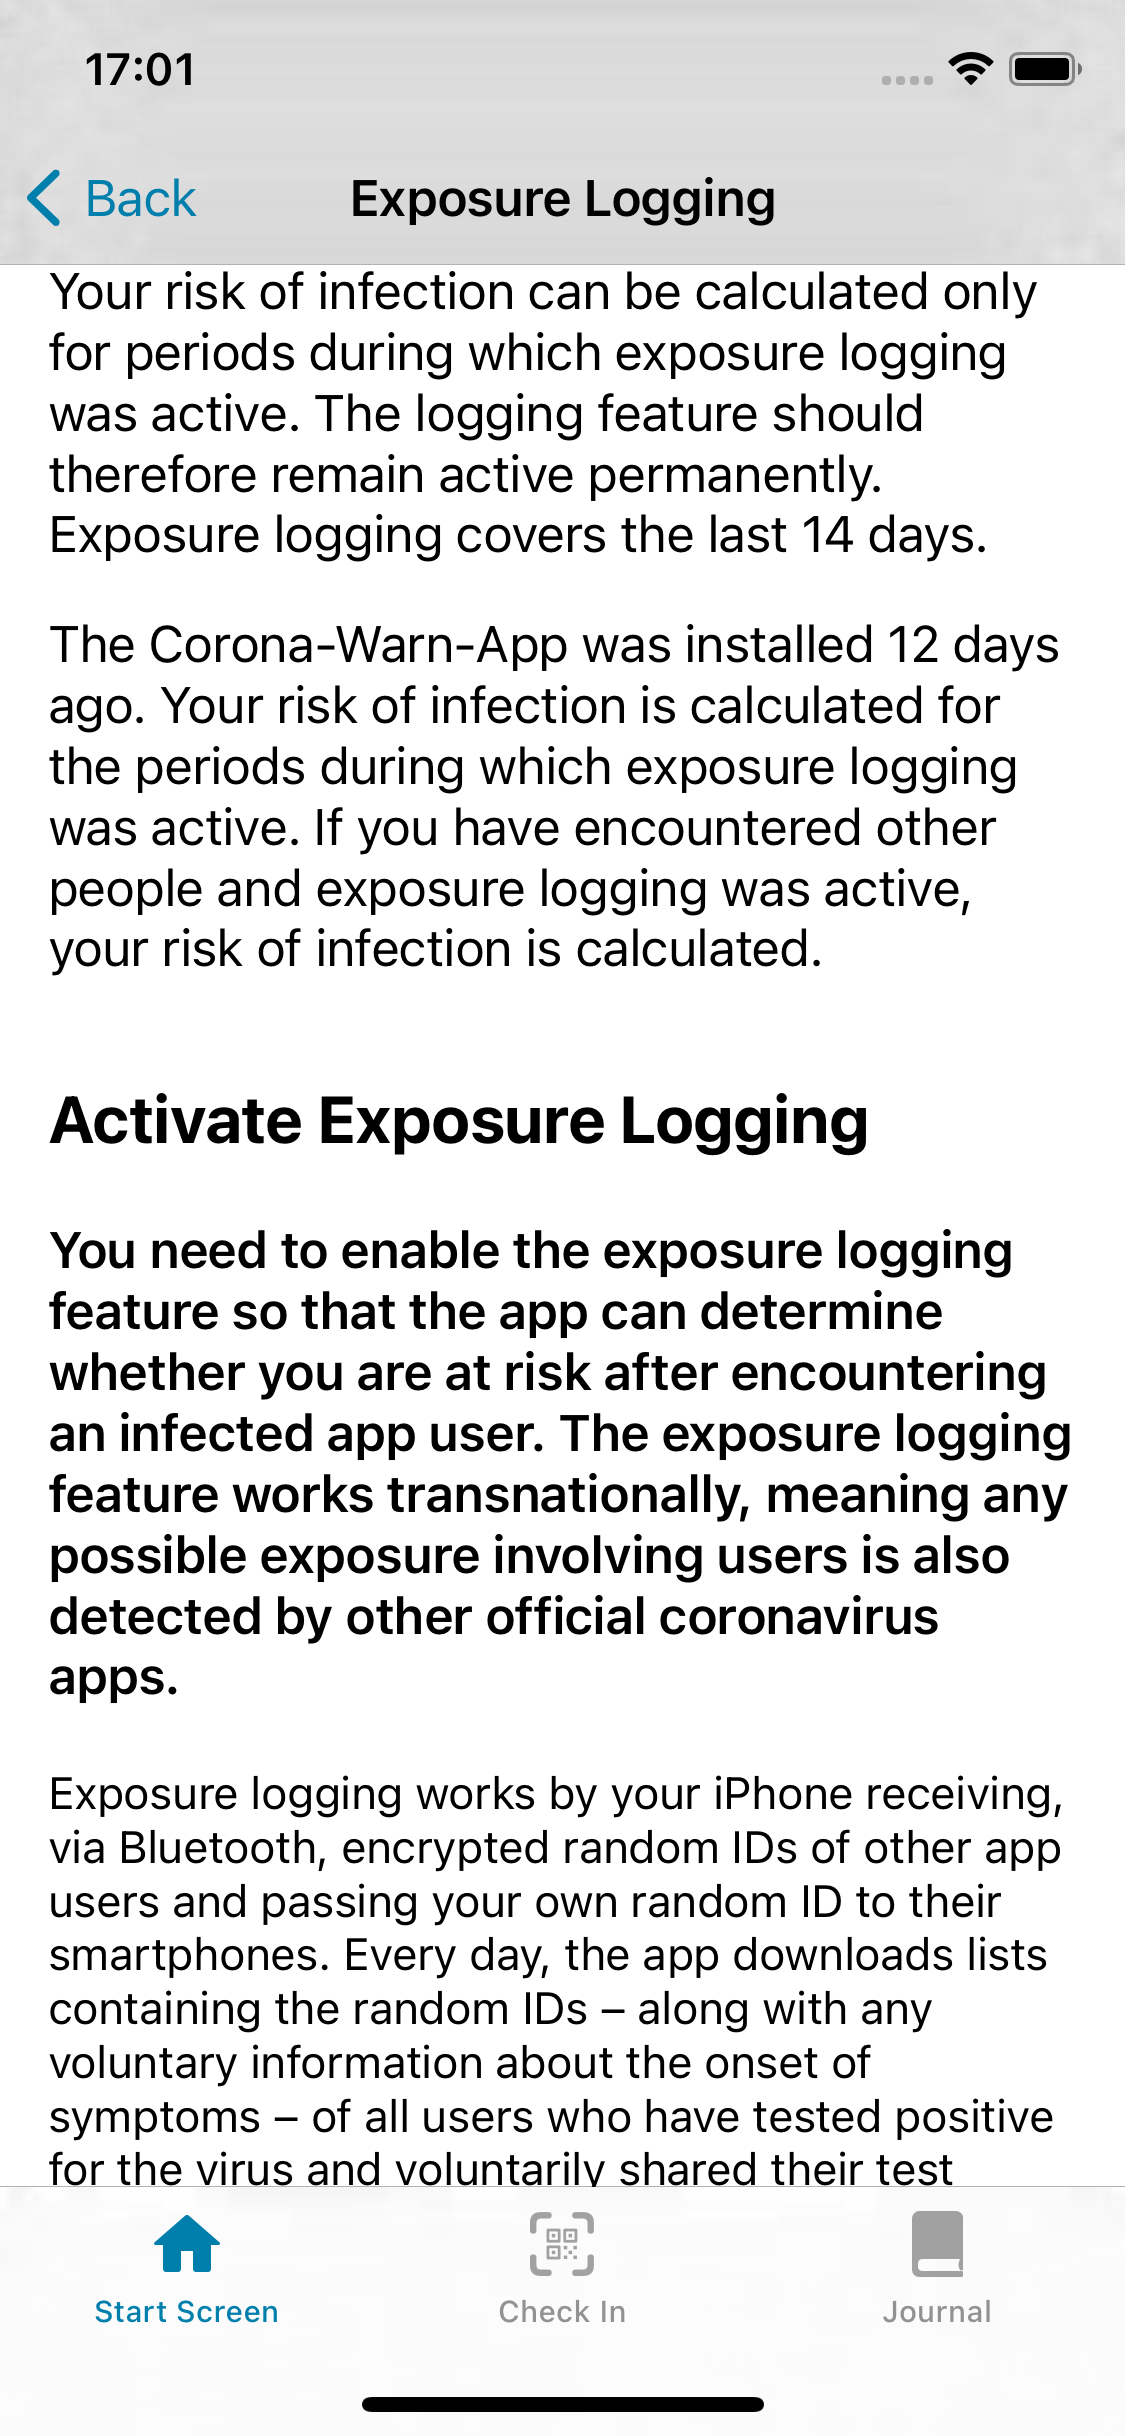 17:01
Back
Exposure Logging
Your risk of infection can be calculated only
for periods during which exposure logging
was active. The logging feature should
therefore remain active permanently.
Exposure logging covers the last 14 days.
The Corona-Warn-App was installed 12 days
ago. Your risk of infection is calculated for
the periods during which exposure logging
was active. If you have encountered other
people and exposure logging was active,
your risk of infection is calculated.
Activate Exposure Logging
You need to enable the exposure logging
feature so that the app can determine
whether you are at risk after encountering
an infected app user. The exposure logging
feature works transnationally, meaning any
possible exposure involving users is also
detected by other official coronavirus
apps.
Exposure logging works by your iPhone receiving,
via Bluetooth, encrypted random IDs of other app
users and passing your own random ID to their
smartphones. Every day, the app downloads lists
containing the random IDs – along with any
voluntary information about the onset of
symptoms – of all users who have tested positive
for the virus and voluntarily shared their test
Start Screen
Check In
Journal